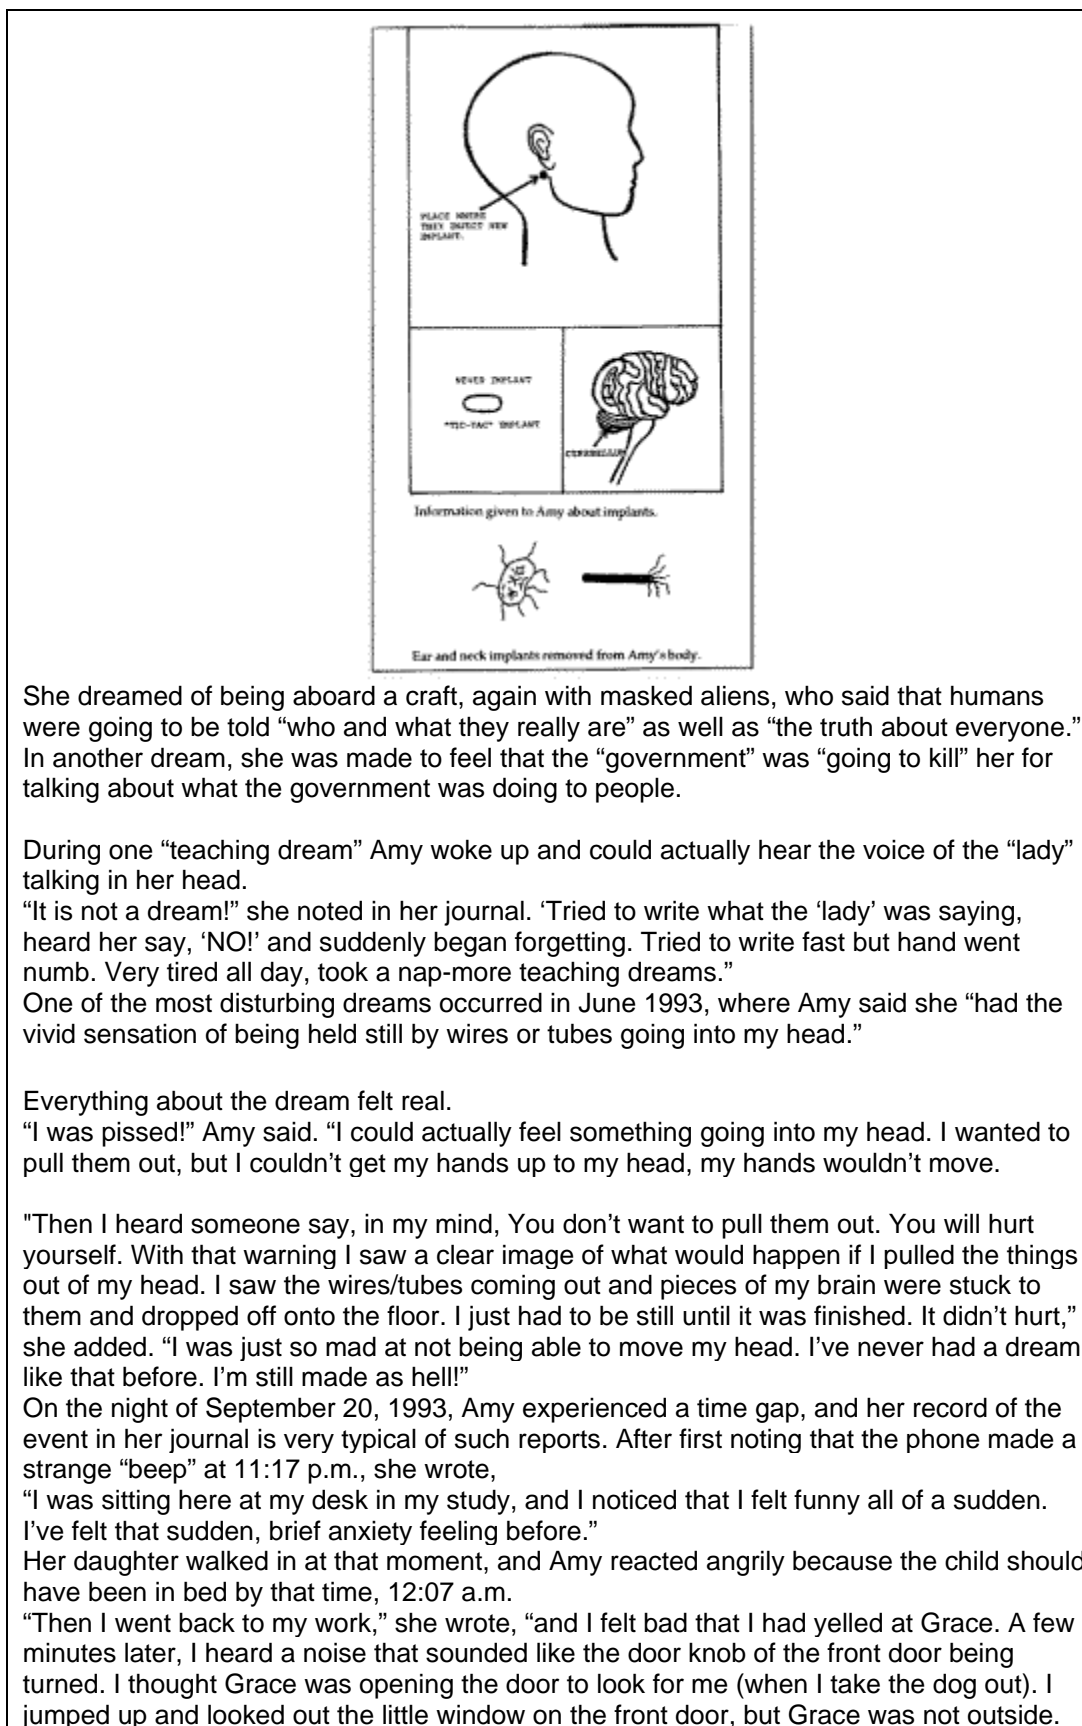 PLACE WHERE
THEY INJECT NEW
IMPLANT.
NEVER IMPLANT
"TIC-TAC" IMPLANT
CEREBELLUM
Information given to Amy about implants.
Ear and neck implants removed from Amy's body.
She dreamed of being aboard a craft, again with masked aliens, who said that humans
were going to be told “who and what they really are” as well as “the truth about everyone.”
In another dream, she was made to feel that the “government” was “going to kill” her for
talking about what the government was doing to people.
During one “teaching dream” Amy woke up and could actually hear the voice of the “lady”
talking in her head.
“It is not a dream!” she noted in her journal. ‘Tried to write what the ‘lady’ was saying,
heard her say, ‘NO!’ and suddenly began forgetting. Tried to write fast but hand went
numb. Very tired all day, took a nap-more teaching dreams.”
One of the most disturbing dreams occurred in June 1993, where Amy said she “had the
vivid sensation of being held still by wires or tubes going into my head.”
Everything about the dream felt real.
“I was pissed!” Amy said. “I could actually feel something going into my head. I wanted to
pull them out, but I couldn’t get my hands up to my head, my hands wouldn’t move.
"Then I heard someone say, in my mind, You don’t want to pull them out. You will hurt
yourself. With that warning I saw a clear image of what would happen if I pulled the things
out of my head. I saw the wires/tubes coming out and pieces of my brain were stuck to
them and dropped off onto the floor. I just had to be still until it was finished. It didn’t hurt,”
she added. “I was just so mad at not being able to move my head. I’ve never had a dream
like that before. I’m still made as hell!”
On the night of September 20, 1993, Amy experienced a time gap, and her record of the
event in her journal is very typical of such reports. After first noting that the phone made a
strange “beep” at 11:17 p.m., she wrote,
“I was sitting here at my desk in my study, and I noticed that I felt funny all of a sudden.
I’ve felt that sudden, brief anxiety feeling before.”
Her daughter walked in at that moment, and Amy reacted angrily because the child should
have been in bed by that time, 12:07 a.m.
“Then I went back to my work,” she wrote, “and I felt bad that I had yelled at Grace. A few
minutes later, I heard a noise that sounded like the door knob of the front door being
turned. I thought Grace was opening the door to look for me (when I take the dog out). I
jumped up and looked out the little window on the front door, but Grace was not outside.